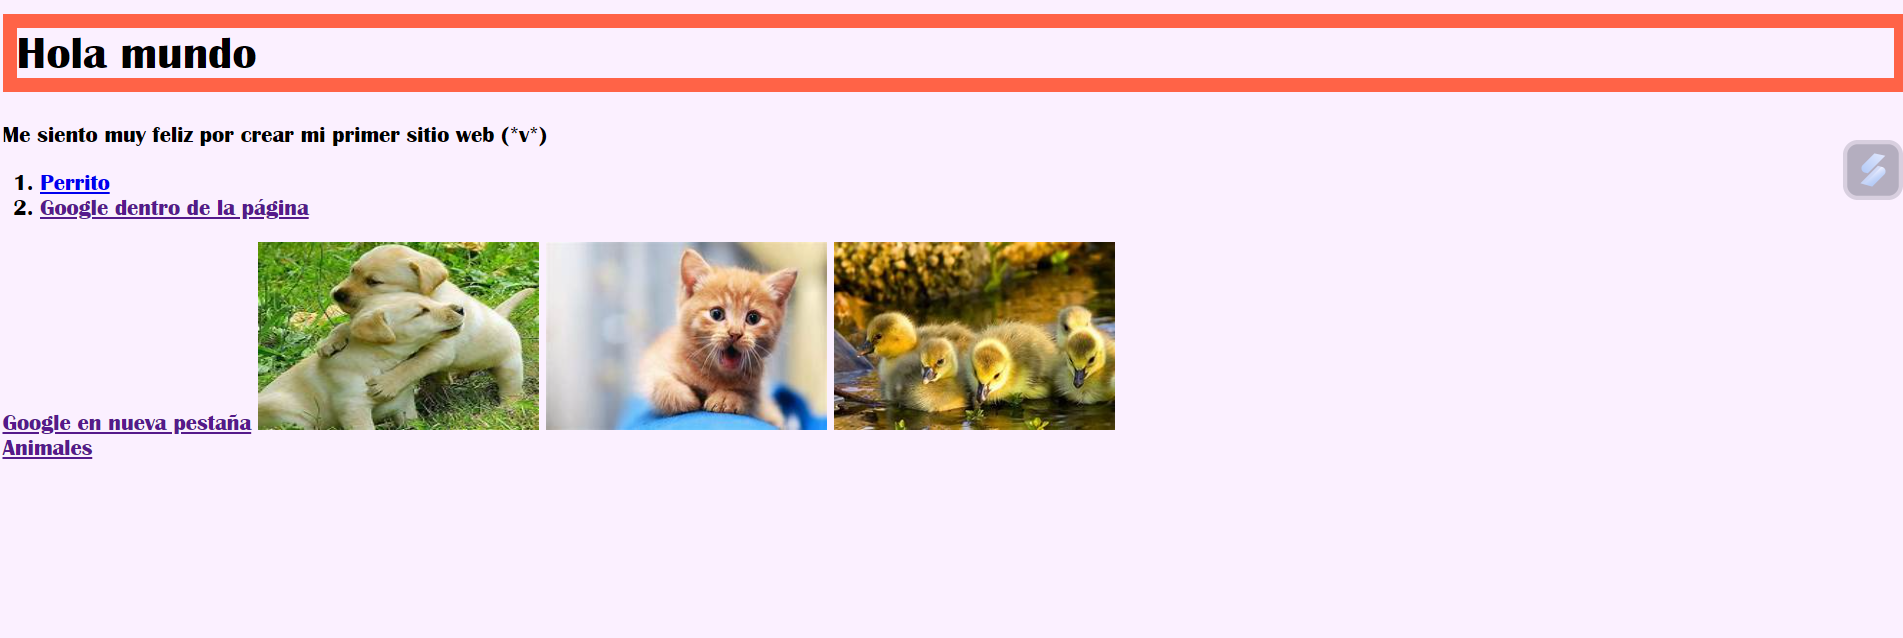 Hola mundo
Me siento muy feliz por crear mi primer sitio web (*v*)
1. Perrito
2. Google dentro de la página
Google en nueva pestaña
Animales